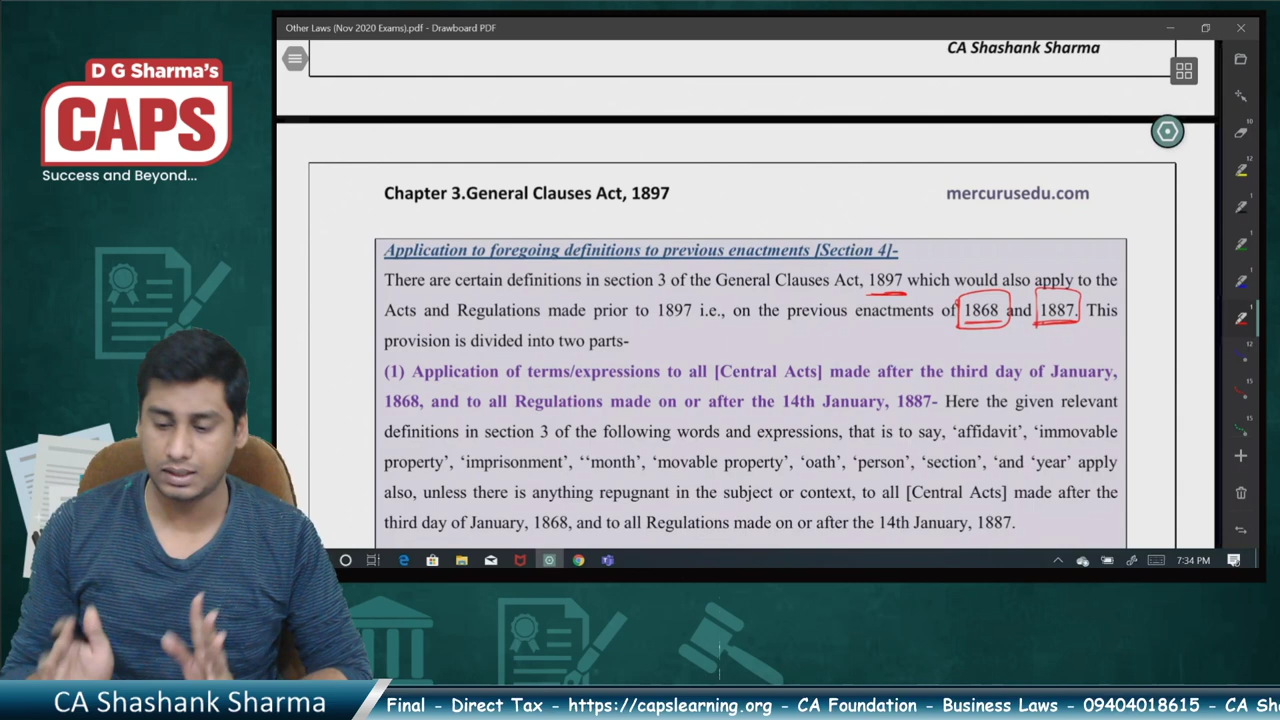 Other Laws (Nov 2020 Exams).pdf - Drawboard PDF
D G Sharma's
CAPS
Success and Beyond...
CA Shashank Sharma
Chapter 3.General Clauses Act, 1897
mercurusedu.com
Application to foregoing definitions to previous enactments [Section 4]-
There are certain definitions in section 3 of the General Clauses Act, 1897 which would also apply to the
Acts and Regulations made prior to 1897 i.e., on the previous enactments of 1868 and 1887. This
provision is divided into two parts-
(1) Application of terms/expressions to all [Central Acts] made after the third day of January,
1868, and to all Regulations made on or after the 14th January, 1887- Here the given relevant
definitions in section 3 of the following words and expressions, that is to say, ‘affidavit’, ‘immovable
property’, ‘imprisonment’, ‘‘month’, ‘movable property’, ‘oath’, ‘person’, ‘section’, ‘and ‘year’ apply
also, unless there is anything repugnant in the subject or context, to all [Central Acts] made after the
third day of January, 1868, and to all Regulations made on or after the 14th January, 1887.
7:34 PM
CA Shashank Sharma
Final - Direct Tax - https://capslearning.org - CA Foundation - Business Laws - 09404018615 - CA Sh